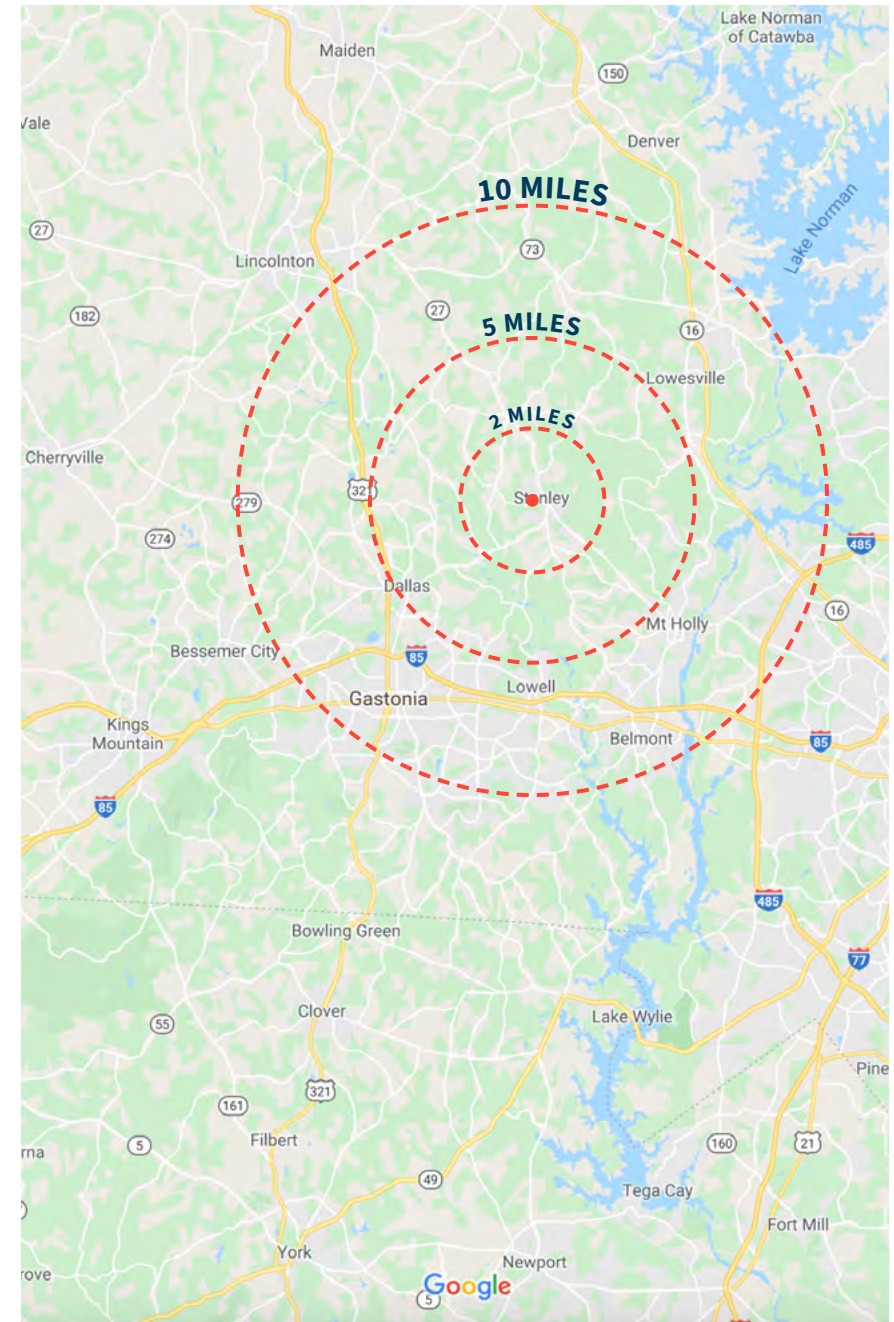 Lake Norman
of Catawba
Maiden
150
Vale
Denver
10 MILES
27
73
Lake Norman
Lincolnton
27
182
5 MILES
16
Lowesville
2 MILES
Cherryville
321
Stanley
279
274
485
Dallas
16
Mt Holly
Bessemer City
85
Lowell
Gastonia
Kings
Mountain
Belmont
85
85
485
Bowling Green
77
Clover
Lake Wylie
55
Pine
321
161
Filbert
5
160
21
rna
49
Tega Cay
Fort Mill
York
Newport
rove
Google
5